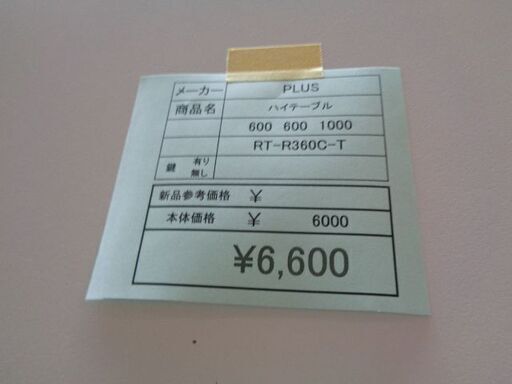 メーカー PLUS
商品名 ハイテーブル
600 600 1000
RT-R360C-T
鍵 有り
無し
新品参考価格 ¥
本体価格 ¥ 6000
¥6,600